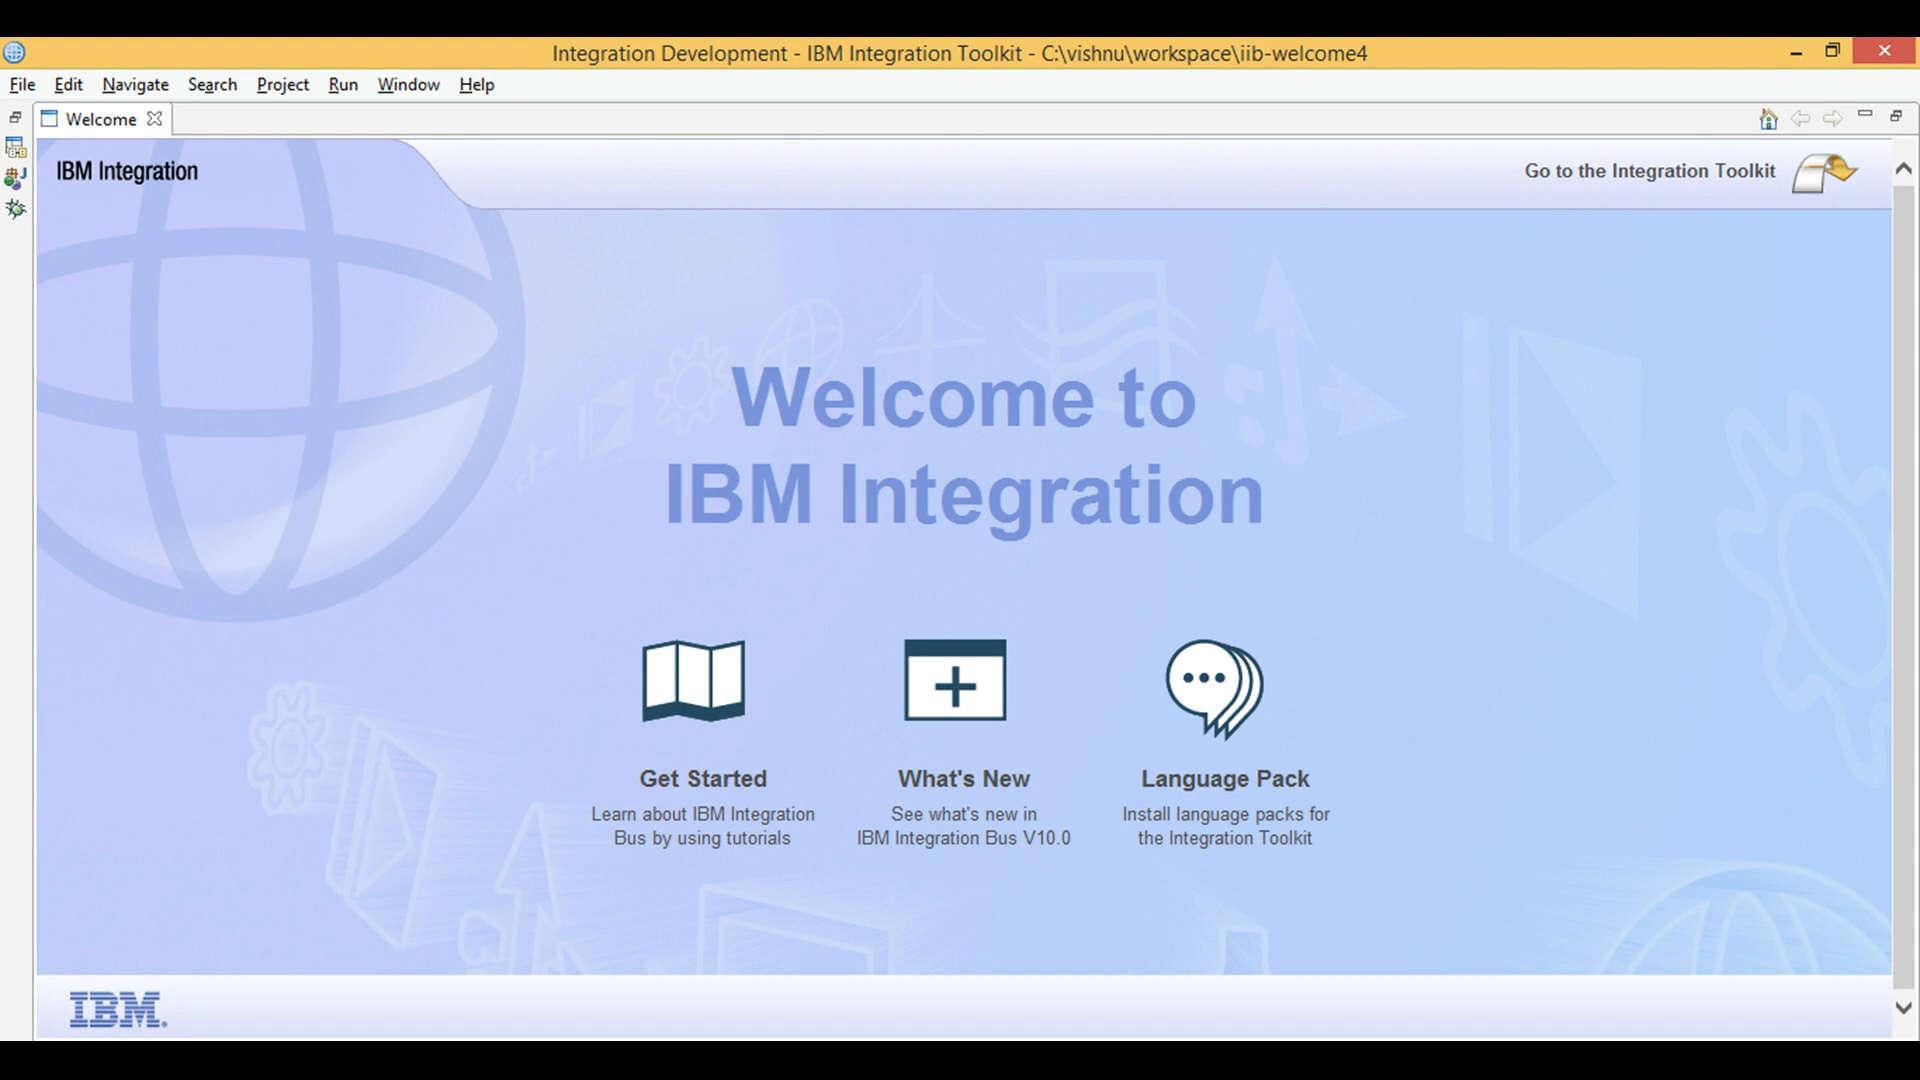 Integration Development - IBM Integration Toolkit - C:\vishnu\workspace\iib-welcome4
File Edit Navigate Search Project Run Window Help
Welcome
IBM Integration
Go to the Integration Toolkit
Welcome to
IBM Integration
Get Started
Learn about IBM Integration
Bus by using tutorials
What's New
See what's new in
IBM Integration Bus V10.0
Language Pack
Install language packs for
the Integration Toolkit
IBM.